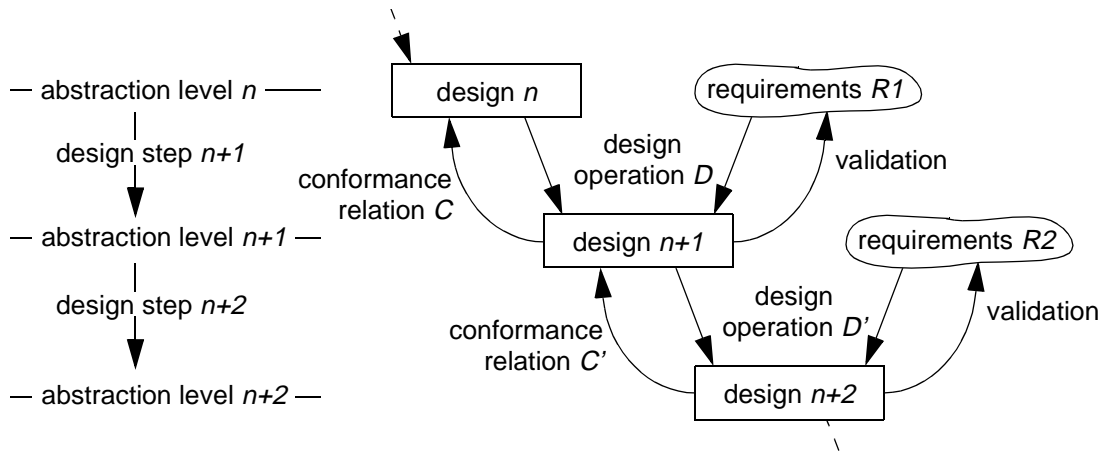 abstraction level n
design n
requirements R1
design step n+1
design
operation D
validation
conformance
relation C
abstraction level n+1
design n+1
requirements R2
design step n+2
design
operation D’
validation
conformance
relation C’
abstraction level n+2
design n+2